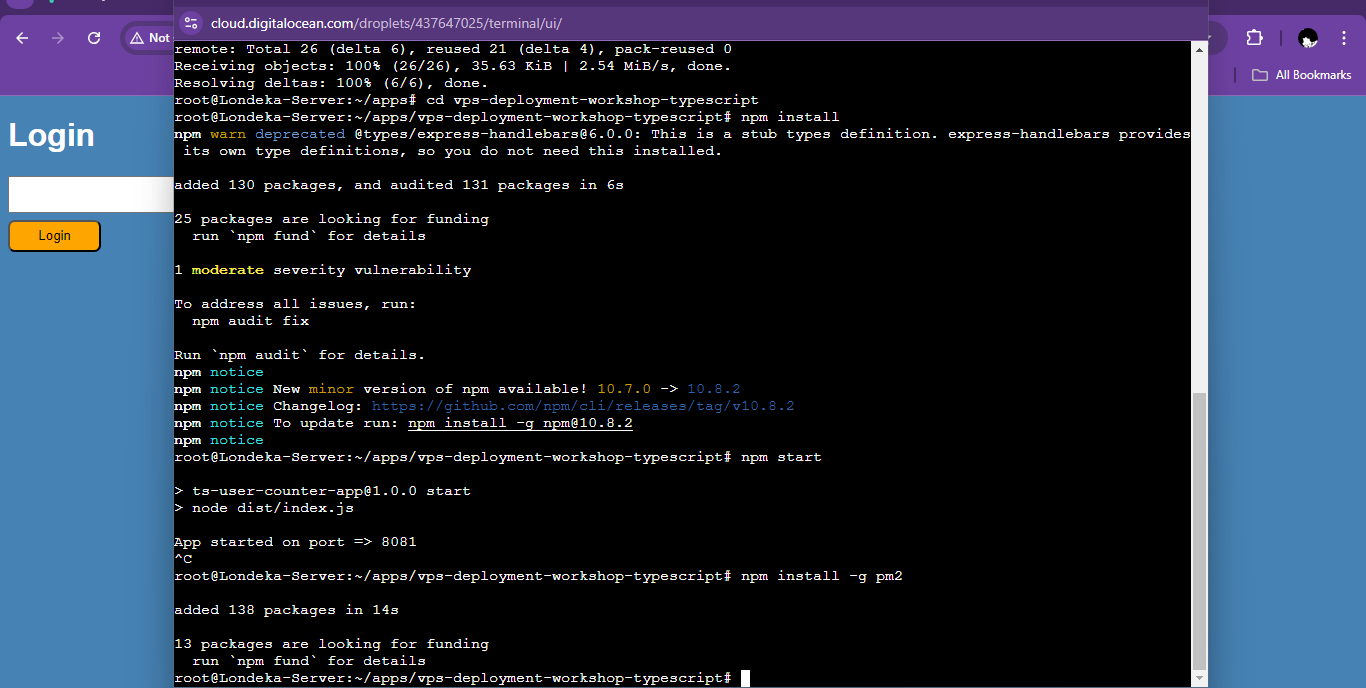 cloud.digitalocean.com/droplets/437647025/terminal/ui/
Not
All Bookmarks
Login
Login
remote: Total 26 (delta 6), reused 21 (delta 4), pack-reused 0
Receiving objects: 100% (26/26), 35.63 KiB | 2.54 MiB/s, done.
Resolving deltas: 100% (6/6), done.
root@Londeka-Server:~/apps# cd vps-deployment-workshop-typescript
root@Londeka-Server:~/apps/vps-deployment-workshop-typescript# npm install
npm warn deprecated @types/express-handlebars@6.0.0: This is a stub types definition. express-handlebars provides
its own type definitions, so you do not need this installed.
added 130 packages, and audited 131 packages in 6s
25 packages are looking for funding
run `npm fund` for details
1 moderate severity vulnerability
To address all issues, run:
npm audit fix
Run `npm audit` for details.
npm notice
npm notice New minor version of npm available! 10.7.0 -> 10.8.2
npm notice Changelog: https://github.com/npm/cli/releases/tag/v10.8.2
npm notice To update run: npm install -g npm@10.8.2
npm notice
root@Londeka-Server:~/apps/vps-deployment-workshop-typescript# npm start
> ts-user-counter-app@1.0.0 start
> node dist/index.js
App started on port => 8081
^C
root@Londeka-Server:~/apps/vps-deployment-workshop-typescript# npm install -g pm2
added 138 packages in 14s
13 packages are looking for funding
run `npm fund` for details
root@Londeka-Server:~/apps/vps-deployment-workshop-typescript#